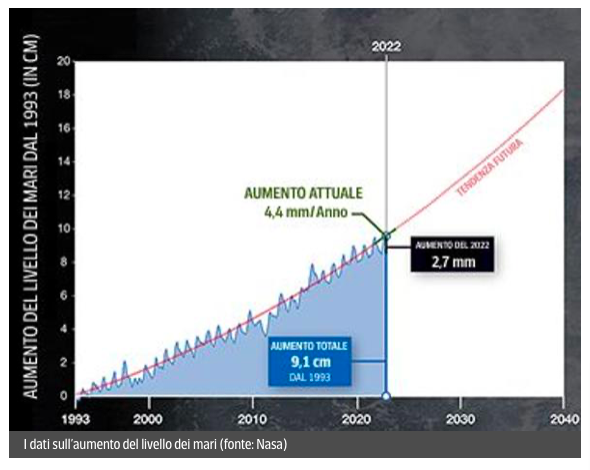 AUMENTO DEL LIVELLO DEI MARI DAL 1993 (IN CM)
2022
20
18
16
14
12
10
8
6
4
2
0
TENDENZA FUTURA
AUMENTO ATTUALE
4,4 mm/Anno
AUMENTO DEL 2022
2,7 mm
AUMENTO TOTALE
9,1 cm
DAL 1993
1993
2000
2010
2020
2030
2040
I dati sull'aumento del livello dei mari (fonte: Nasa)